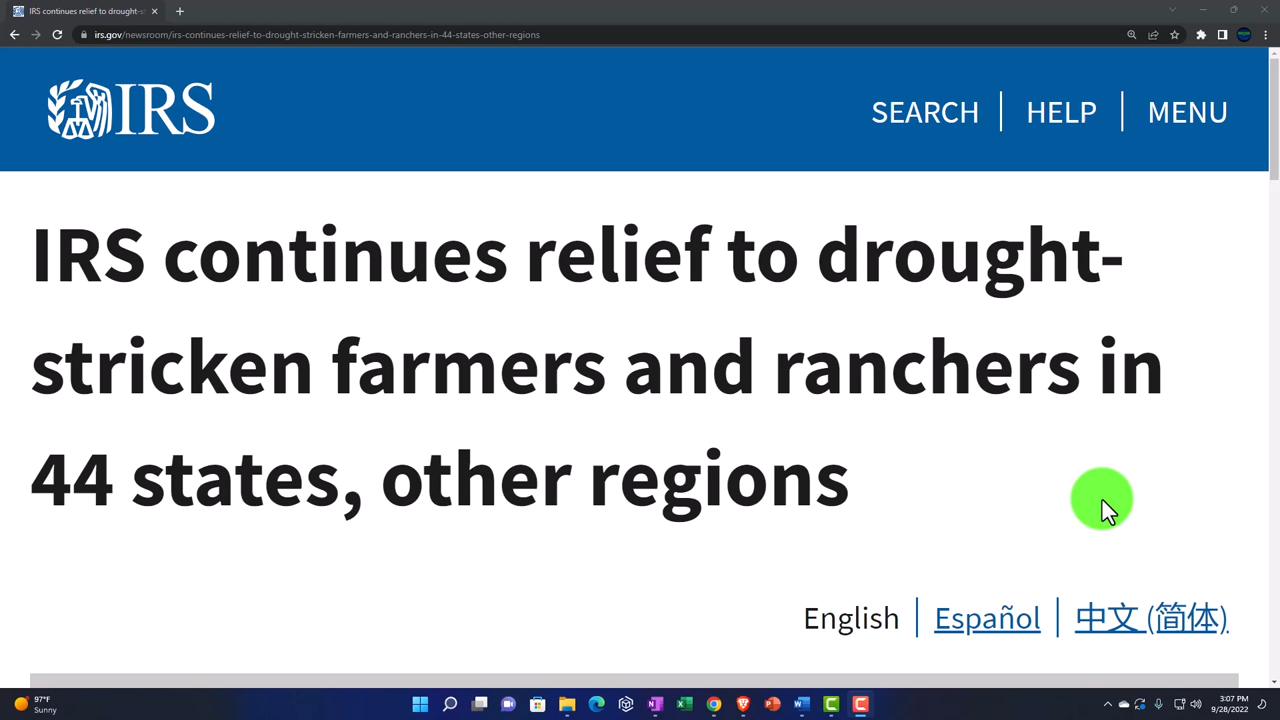 IRS continues relief to drought-s
irs.gov/newsroom/irs-continues-relief-to-drought-stricken-farmers-and-ranchers-in-44-states-other-regions
IRS
SEARCH HELP MENU
IRS continues relief to drought-
stricken farmers and ranchers in
44 states, other regions
English Español 中文 (简体)
97°F
Sunny
3:07 PM
9/28/2022